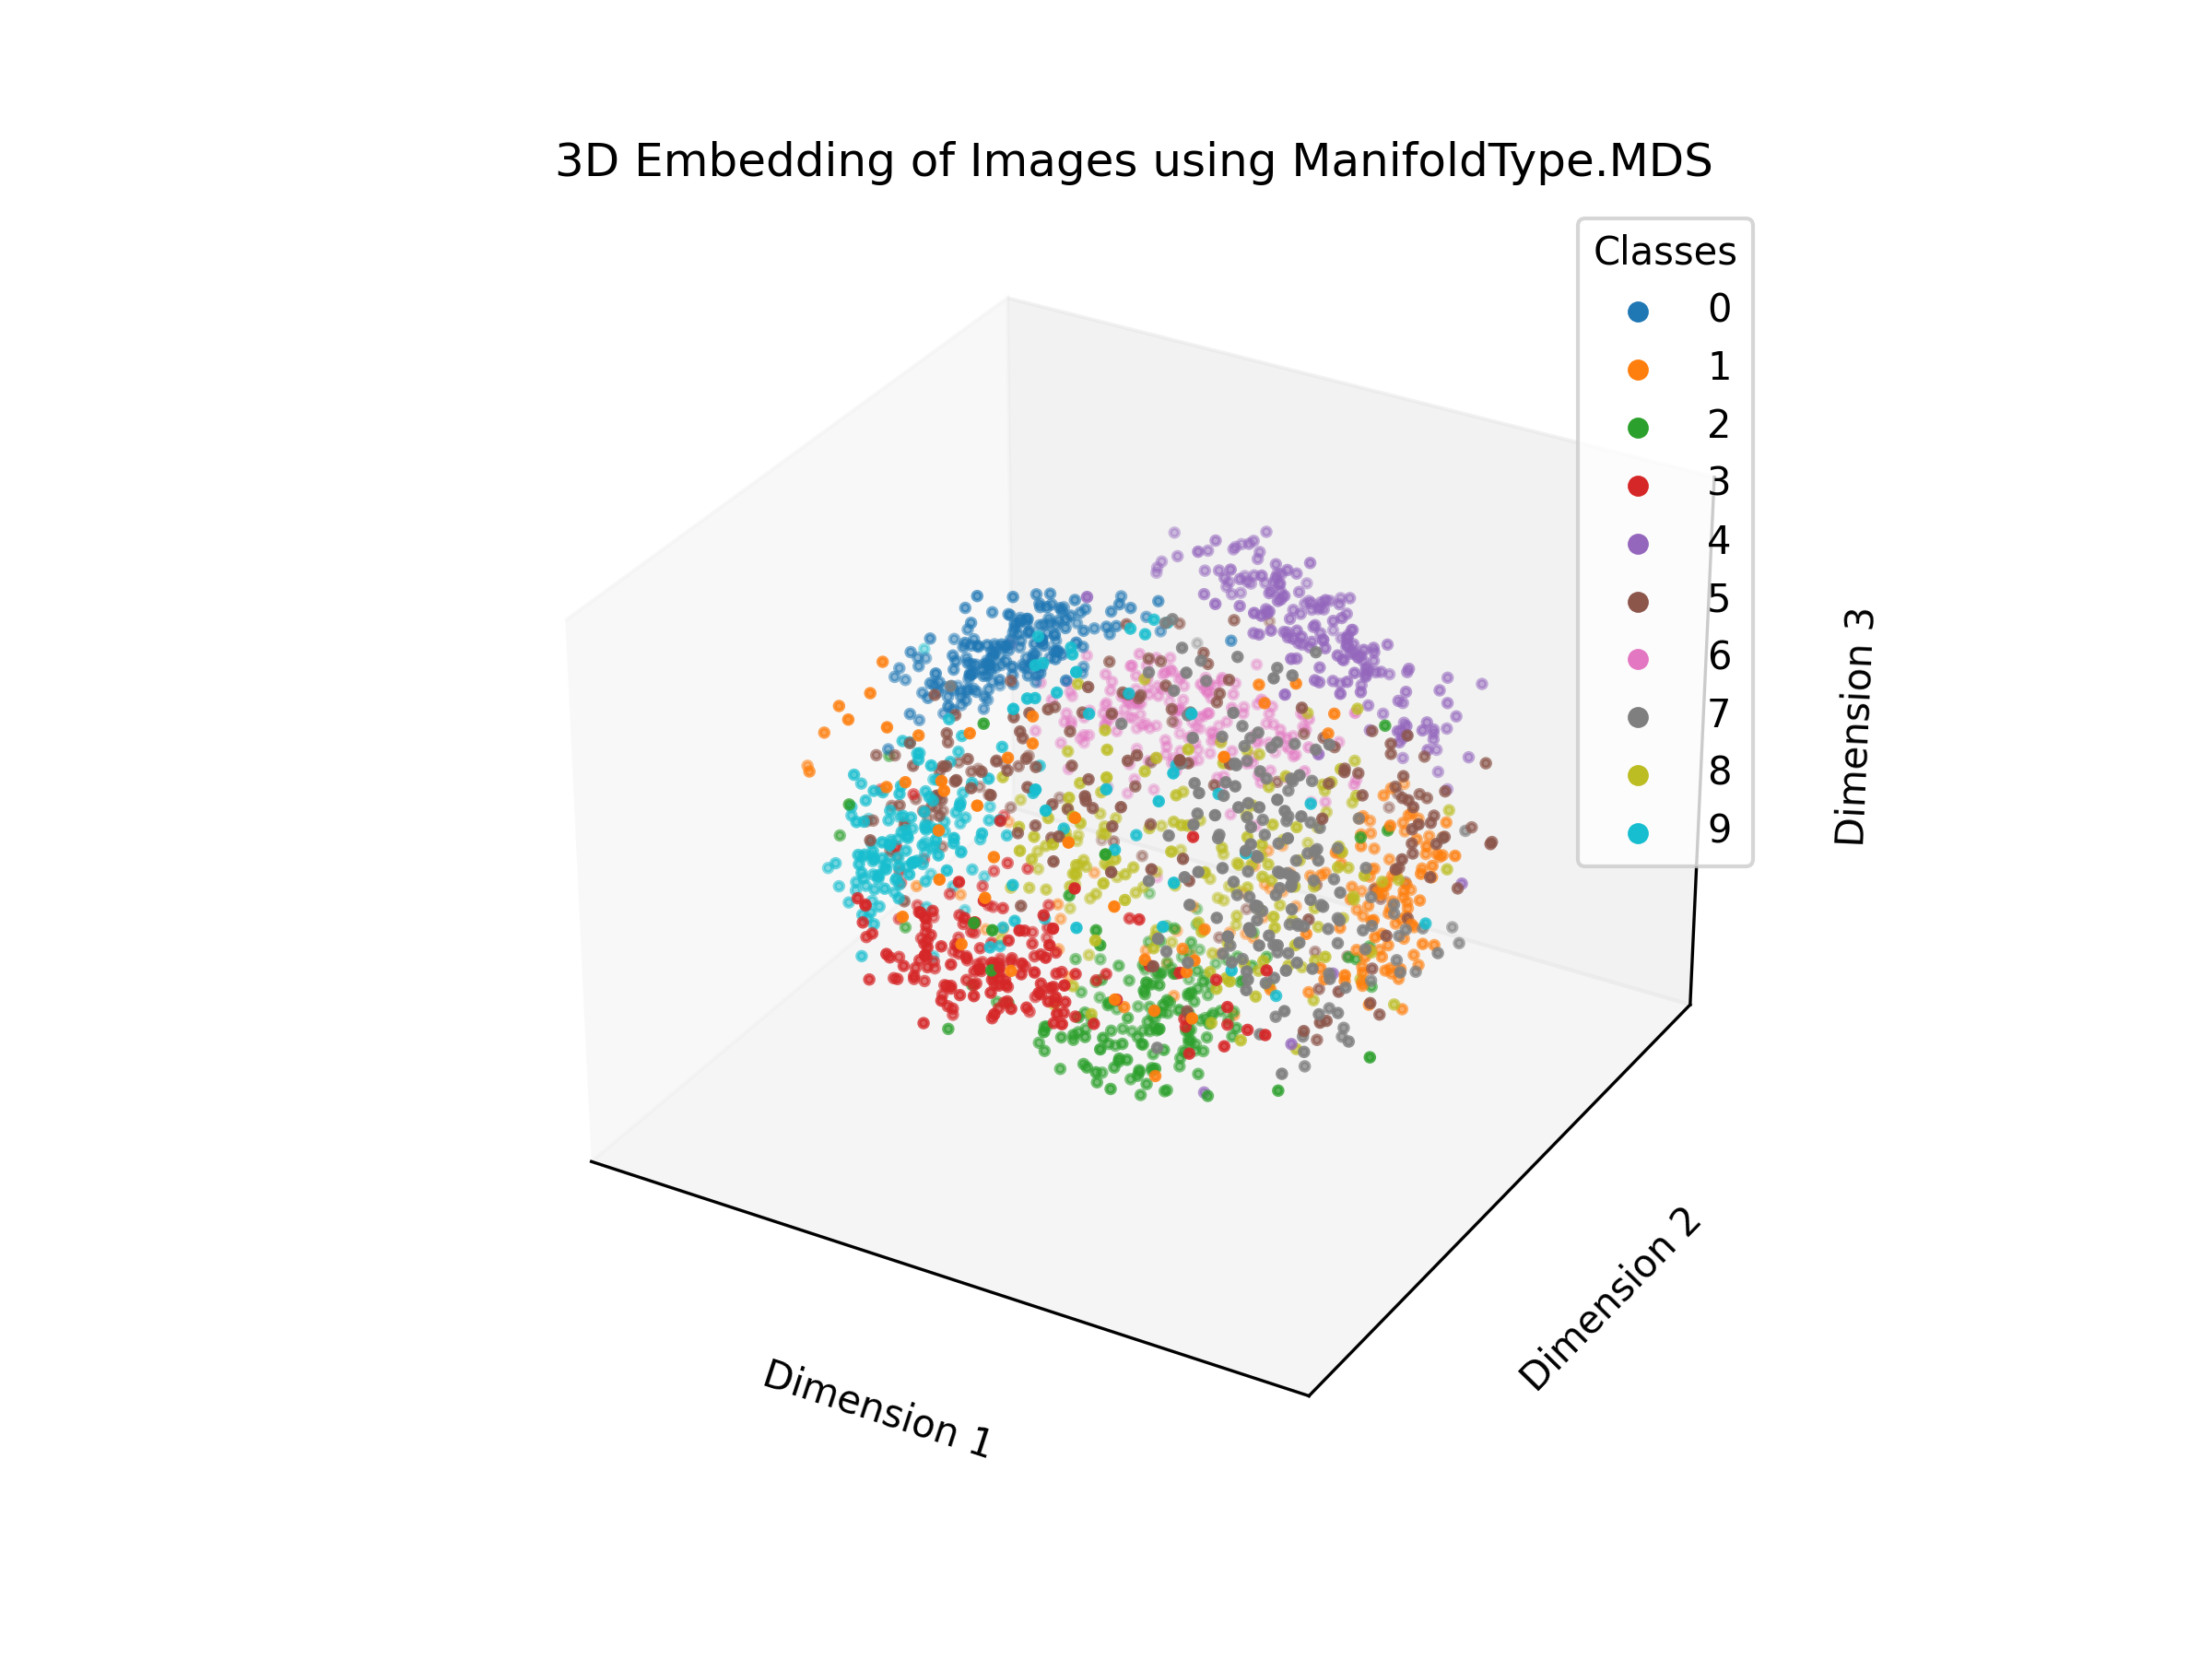 3D Embedding of Images using ManifoldType.MDS
Classes
0
1
2
3
4
5
6
7
8
9
Dimension 3
Dimension 2
Dimension 1